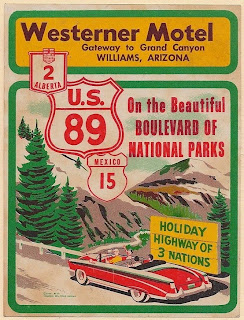 Westerner Motel
Gateway to Grand Canyon
WILLIAMS, ARIZONA
2
ALBERTA
U.S.
89
MEXICO
15
On the Beautiful
BOULEVARD OF
NATIONAL PARKS
HOLIDAY
HIGHWAY OF
3 NATIONS